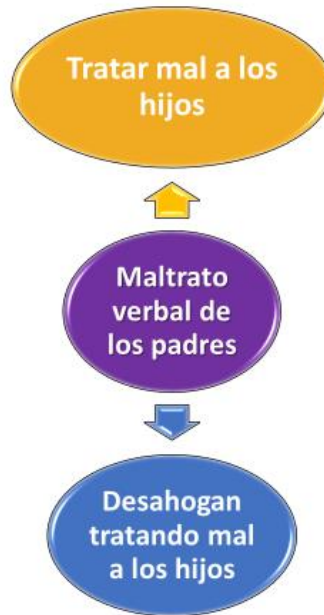 Tratar mal a los
hijos
Maltrato
verbal de
los padres
Desahogan
tratando mal
a los hijos